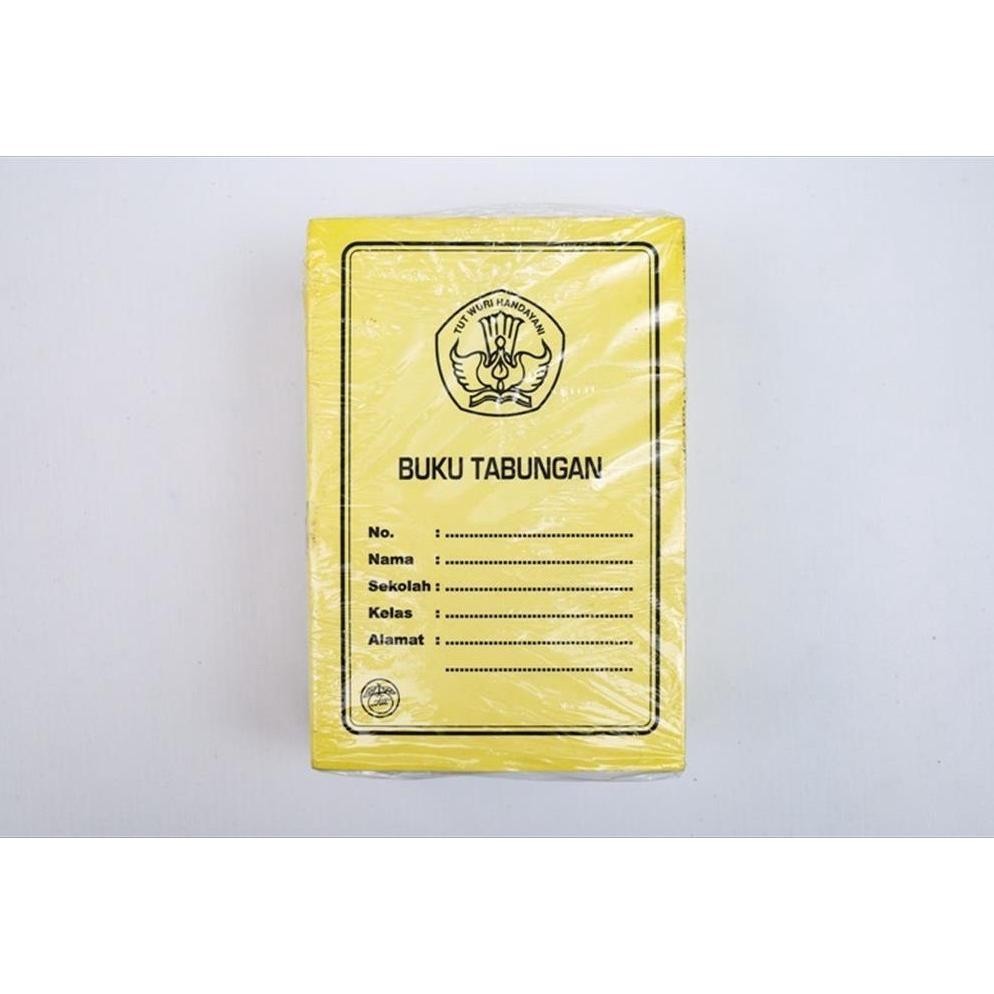 TUT WURI HANDAYANI
BUKU TABUNGAN
No. : ..........................................
Nama : ..........................................
Sekolah : ..........................................
Kelas : ..........................................
Alamat : ..........................................
..........................................